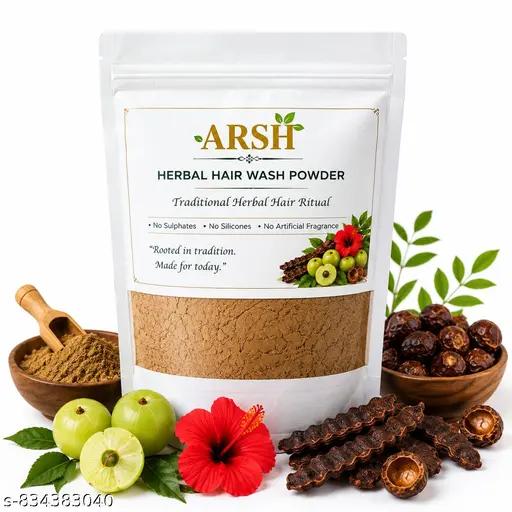 ARSH
HERBAL HAIR WASH POWDER
Traditional Herbal Hair Ritual
• No Sulphates • No Silicones • No Artificial Fragrance
“Rooted in tradition.
Made for today.”
s-834383040